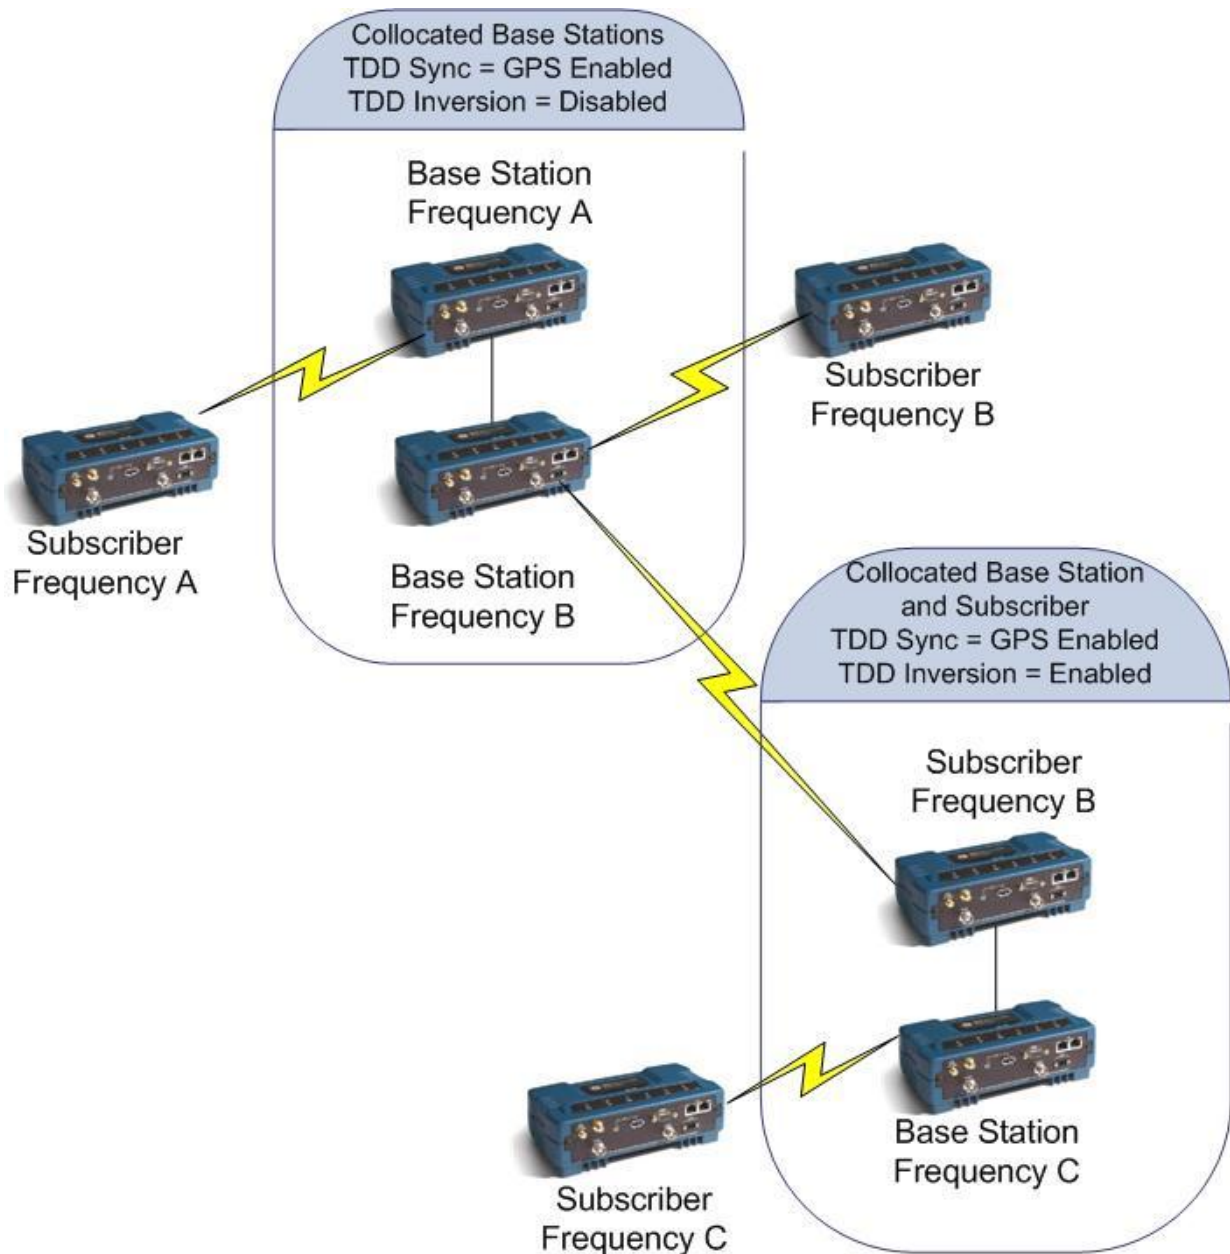 Collocated Base Stations
TDD Sync = GPS Enabled
TDD Inversion = Disabled
Base Station
Frequency A
Subscriber
Frequency B
Subscriber
Frequency A
Base Station
Frequency B
Collocated Base Station
and Subscriber
TDD Sync = GPS Enabled
TDD Inversion = Enabled
Subscriber
Frequency B
Base Station
Frequency C
Subscriber
Frequency C